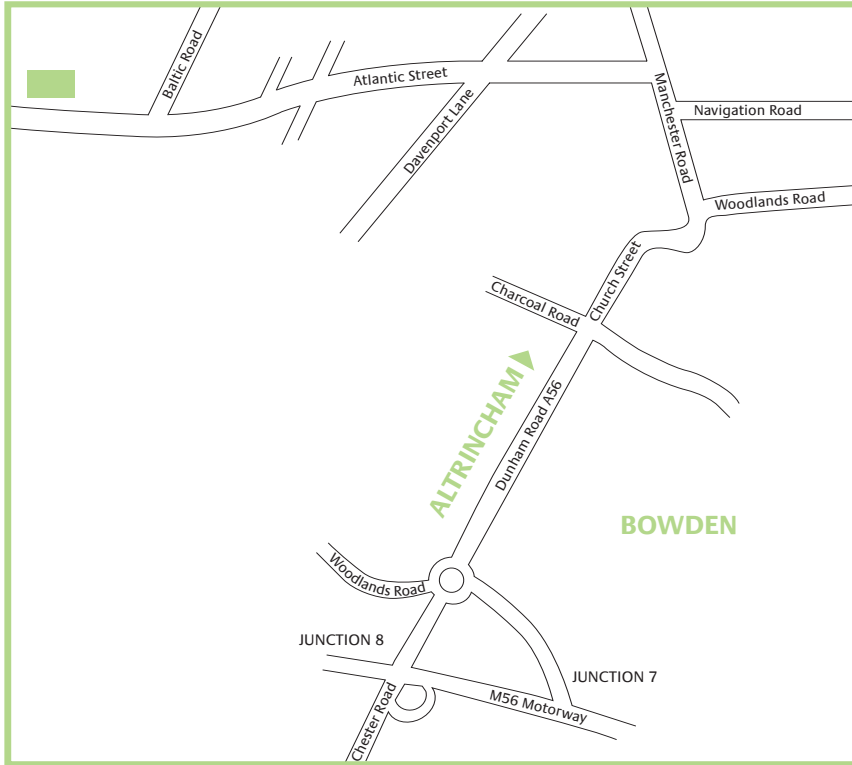 Baltic Road
Atlantic Street
Davenport Lane
Manchester Road
Navigation Road
Woodlands Road
Church Street
Charcoal Road
ALTRINCHAM
Dunham Road A56
BOWDEN
Woodlands Road
JUNCTION 8
JUNCTION 7
M56 Motorway
Chester Road